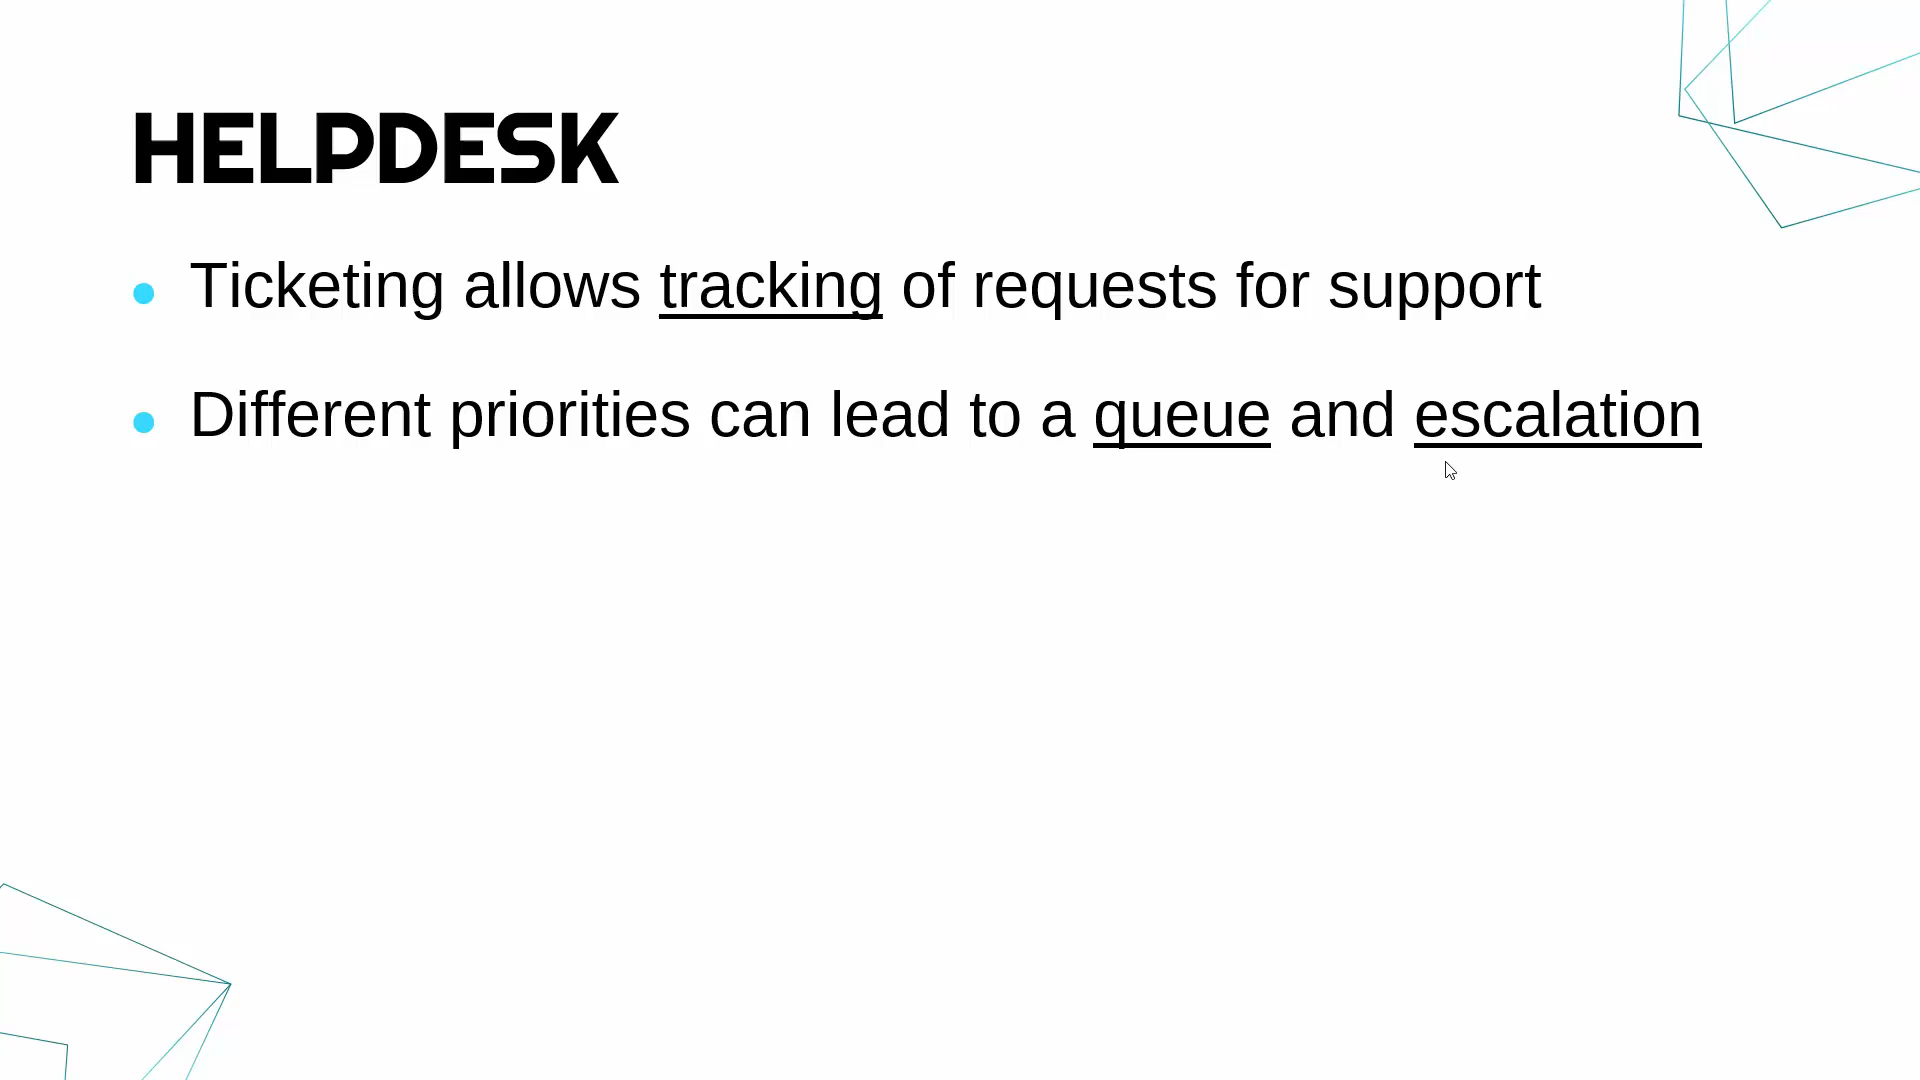 HELPDESK
Ticketing allows tracking of requests for support
Different priorities can lead to a queue and escalation